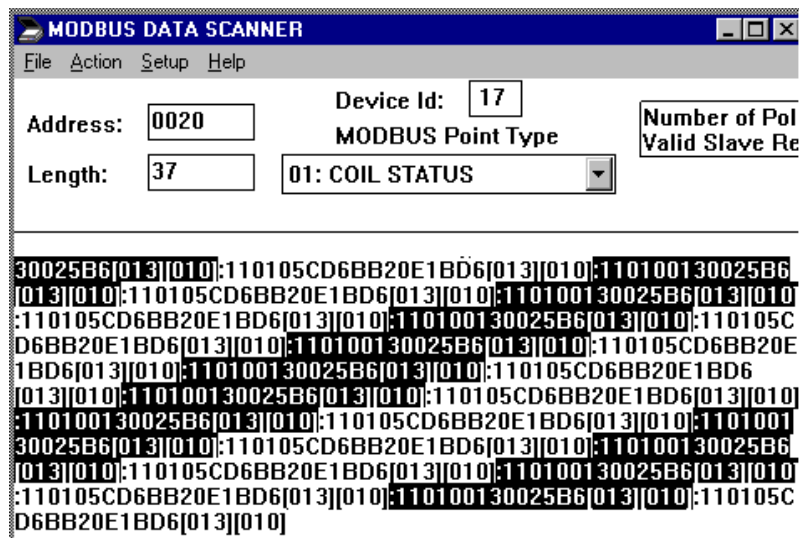 MODBUS DATA SCANNER
File Action Setup Help
Address: 0020
Device Id: 17
MODBUS Point Type
Length: 37
01: COIL STATUS
Number of Pol
Valid Slave Re
30025B6[013][010]:110105CD6BB20E1BD6[013][010]:110100130025B6
[013][010]:110105CD6BB20E1BD6[013][010]:110100130025B6[013][010]
:110105CD6BB20E1BD6[013][010]:110100130025B6[013][010]:110105C
D6BB20E1BD6[013][010]:110100130025B6[013][010]:110105CD6BB20E
1BD6[013][010]:110100130025B6[013][010]:110105CD6BB20E1BD6
[013][010]:110100130025B6[013][010]:110105CD6BB20E1BD6[013][010]
:110100130025B6[013][010]:110105CD6BB20E1BD6[013][010]:1101001
30025B6[013][010]:110105CD6BB20E1BD6[013][010]:110100130025B6
[013][010]:110105CD6BB20E1BD6[013][010]:110100130025B6[013][010]
:110105CD6BB20E1BD6[013][010]:110100130025B6[013][010]:110105C
D6BB20E1BD6[013][010]